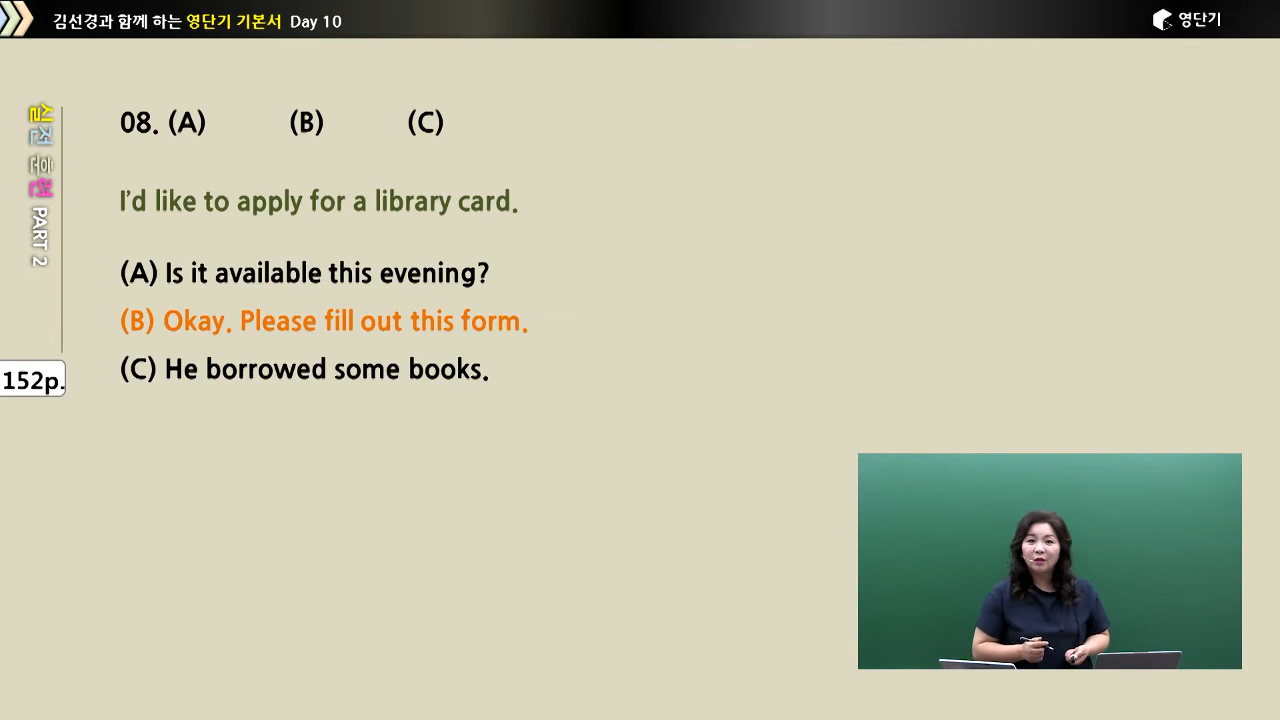 김선경과 함께 하는 영단기 기본서 Day 10
영단기
실전 훈련 PART 2
152p.
08. (A) (B) (C)
I'd like to apply for a library card.
(A) Is it available this evening?
(B) Okay. Please fill out this form.
(C) He borrowed some books.